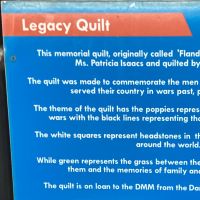 Legacy Quilt
This memorial quilt, originally called "Fland
Ms. Patricia Isaacs and quilted by
The quilt was made to commemorate the men
served their country in wars past, p
The theme of the quilt has the poppies represe
wars with the black lines representing tho
The white squares represent headstones in th
around the world.
While green represents the grass between the
them and the memories of family and
The quilt is on loan to the DMM from the Da